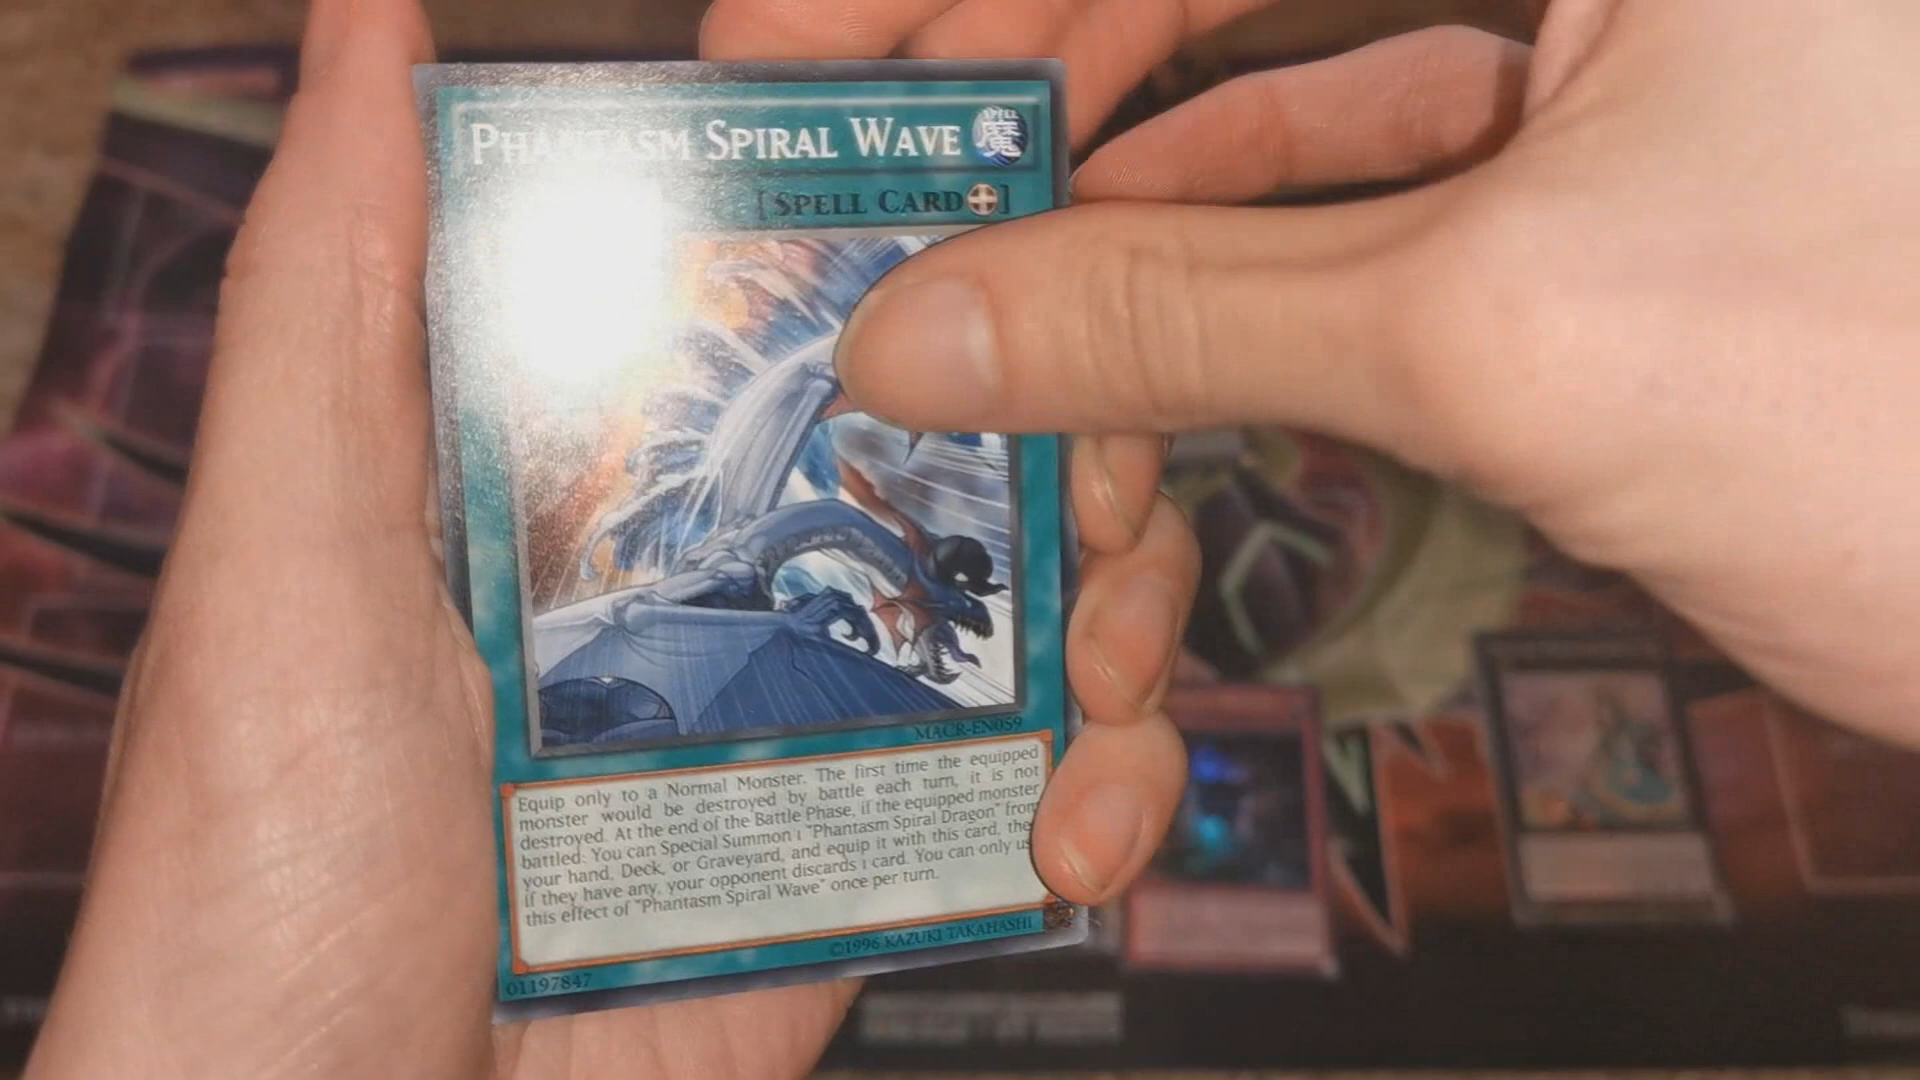 PHANTASM SPIRAL WAVE
SPELL
魔
[SPELL CARD]
MACR-EN059
Equip only to a Normal Monster. The first time the equipped
monster would be destroyed by battle each turn, it is not
destroyed. At the end of the Battle Phase, if the equipped monster
battled: You can Special Summon 1 "Phantasm Spiral Dragon" from
your hand, Deck, or Graveyard, and equip it with this card, the
if they have any, your opponent discards 1 card. You can only us
this effect of "Phantasm Spiral Wave" once per turn.
©1996 KAZUKI TAKAHASHI
01197847